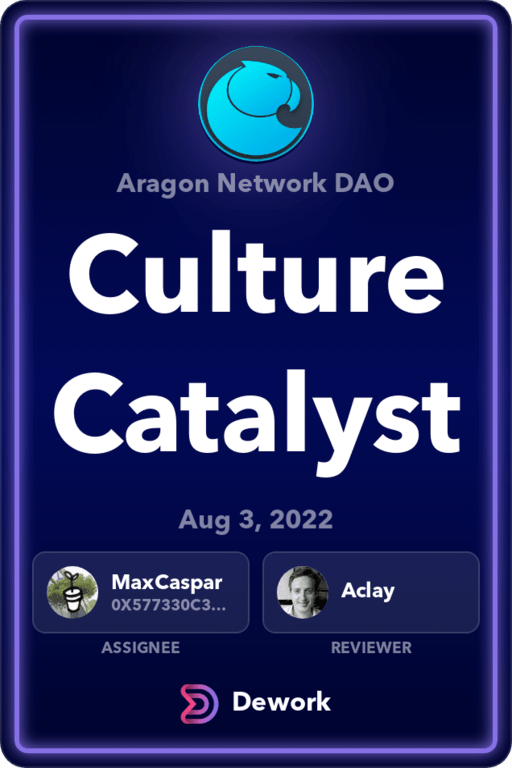 Aragon Network DAO
Culture
Catalyst
Aug 3, 2022
MaxCaspar
0X577330C3...
ASSIGNEE
Aclay
REVIEWER
Dework